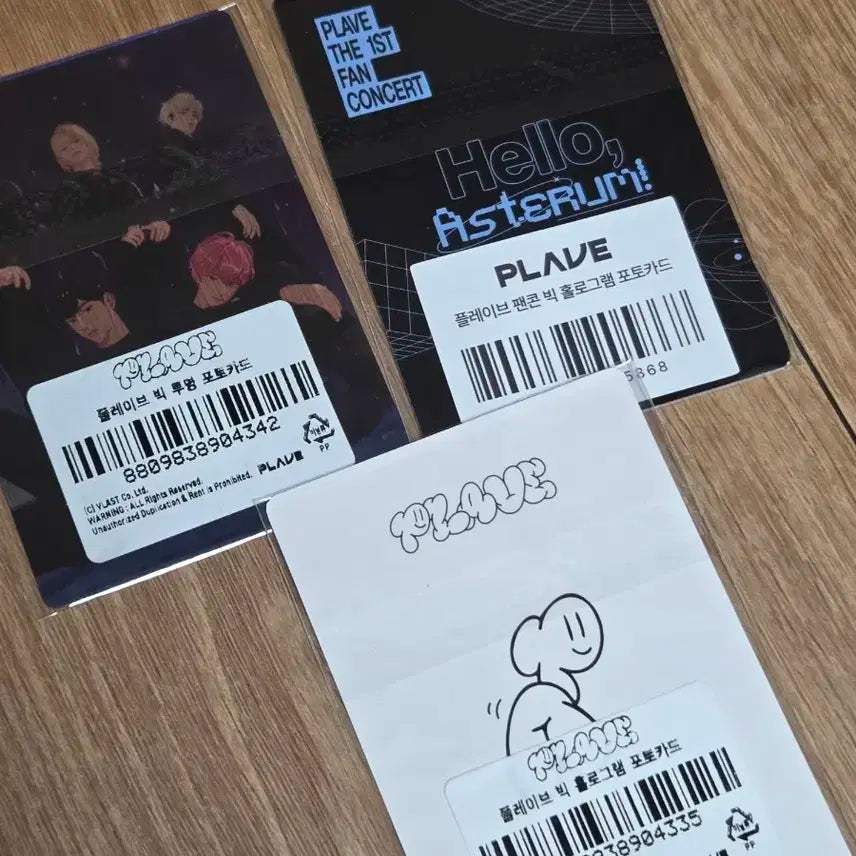 PLAVE
THE 1ST
FAN
CONCERT
Hello,
Asterum!
PLAVE
플레이브 팬콘 빅 홀로그램 포토카드
5868
PLAVE
플레이브 빅 투명 포토카드
8809838904342
PP
(C) VLAST Co., Ltd.
WARNING : ALL Rights Reserved.
Unauthorized Duplication & Rent is Prohibited.
PLAVE
PLAVE
PLAVE
플레이브 빅 홀로그램 포토카드
38904335
PP